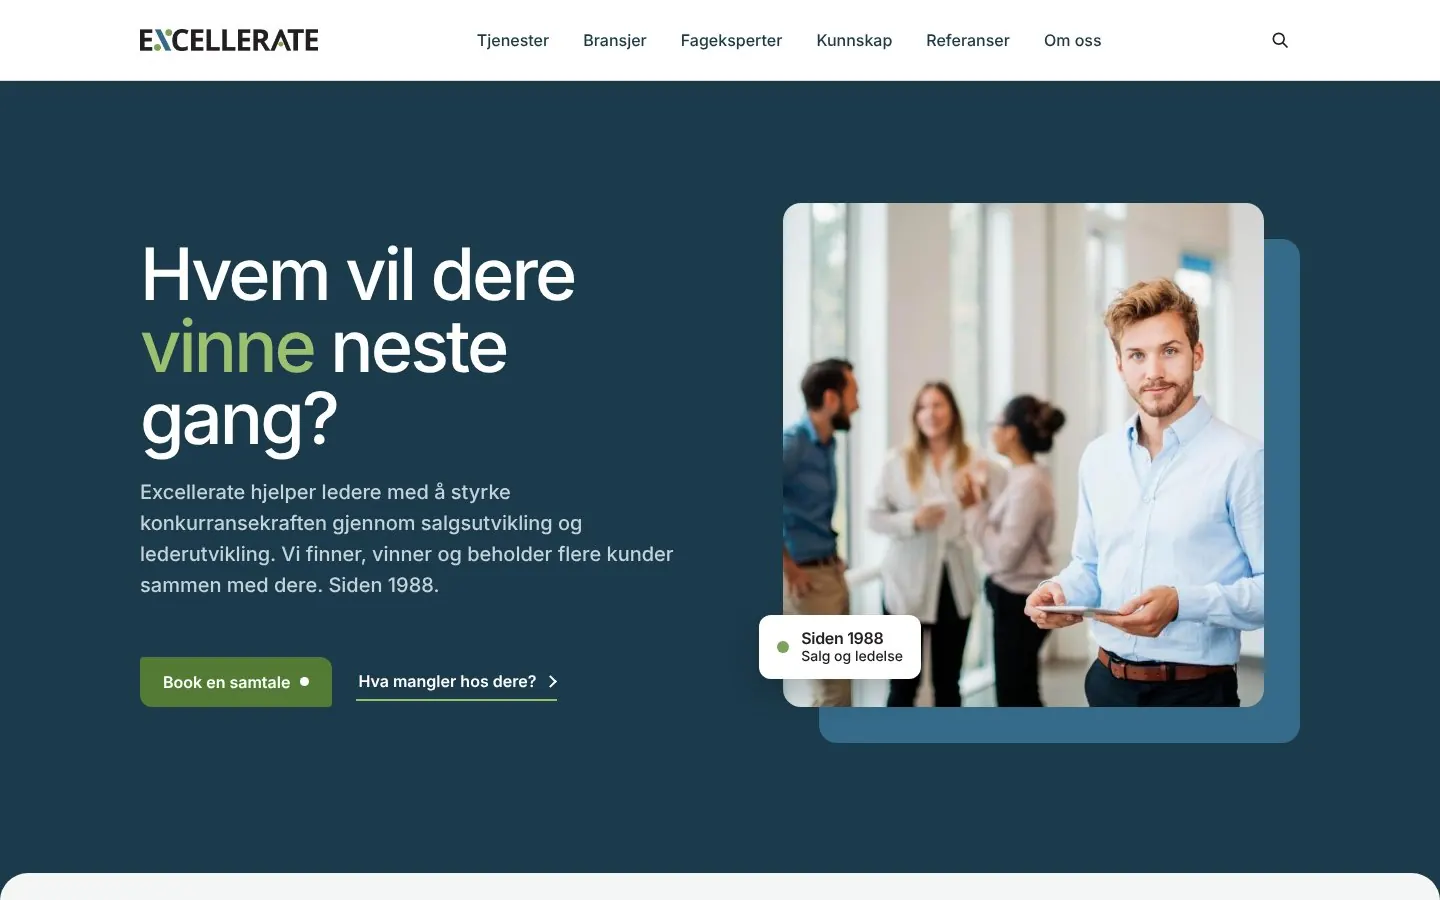 EXCELLERATE
Tjenester
Bransjer
Fageksperter
Kunnskap
Referanser
Om oss
Hvem vil dere
vinne neste
gang?
Excellerate hjelper ledere med å styrke
konkurransekraften gjennom salgsutvikling og
lederutvikling. Vi finner, vinner og beholder flere kunder
sammen med dere. Siden 1988.
Book en samtale
Hva mangler hos dere?
Siden 1988
Salg og ledelse